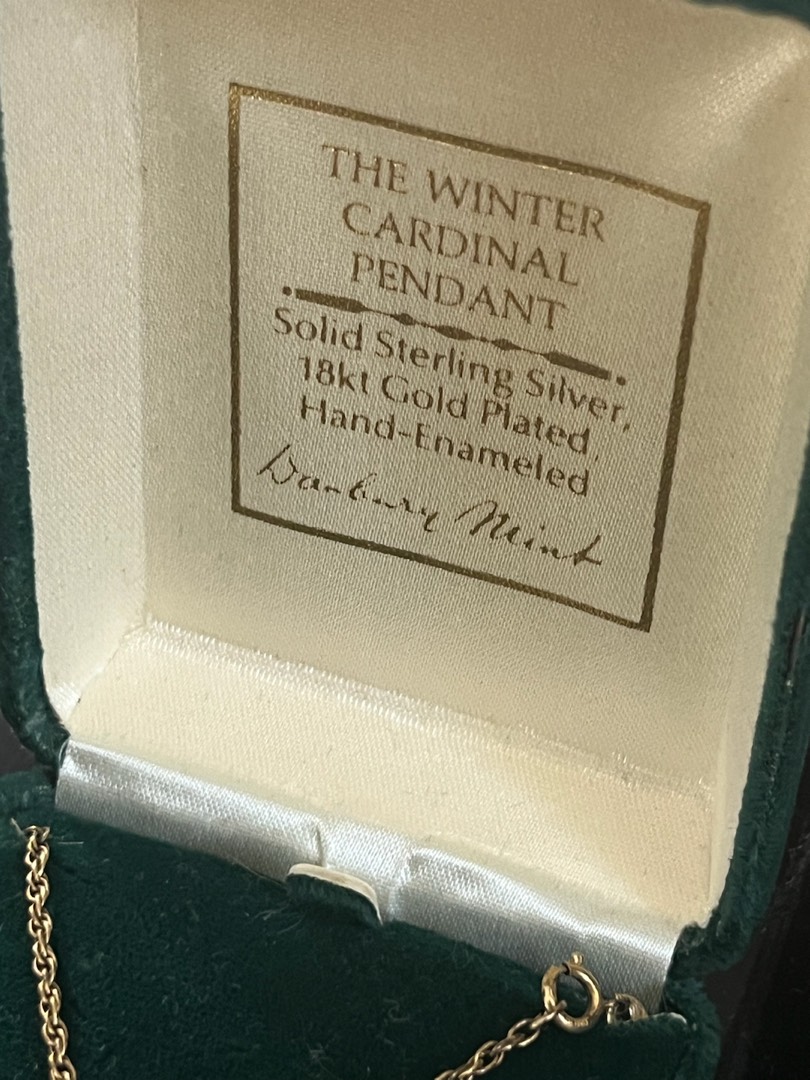 THE WINTER
CARDINAL
PENDANT
Solid Sterling Silver,
18kt Gold Plated,
Hand-Enameled
Danbury Mint